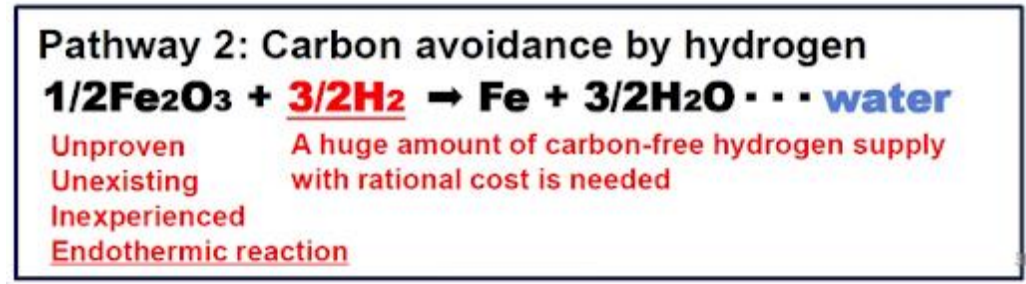 Pathway 2: Carbon avoidance by hydrogen
1/2Fe2O3 + 3/2H2 ➡ Fe + 3/2H2O・・・water
Unproven
Unexisting
Inexperienced
Endothermic reaction
A huge amount of carbon-free hydrogen supply
with rational cost is needed